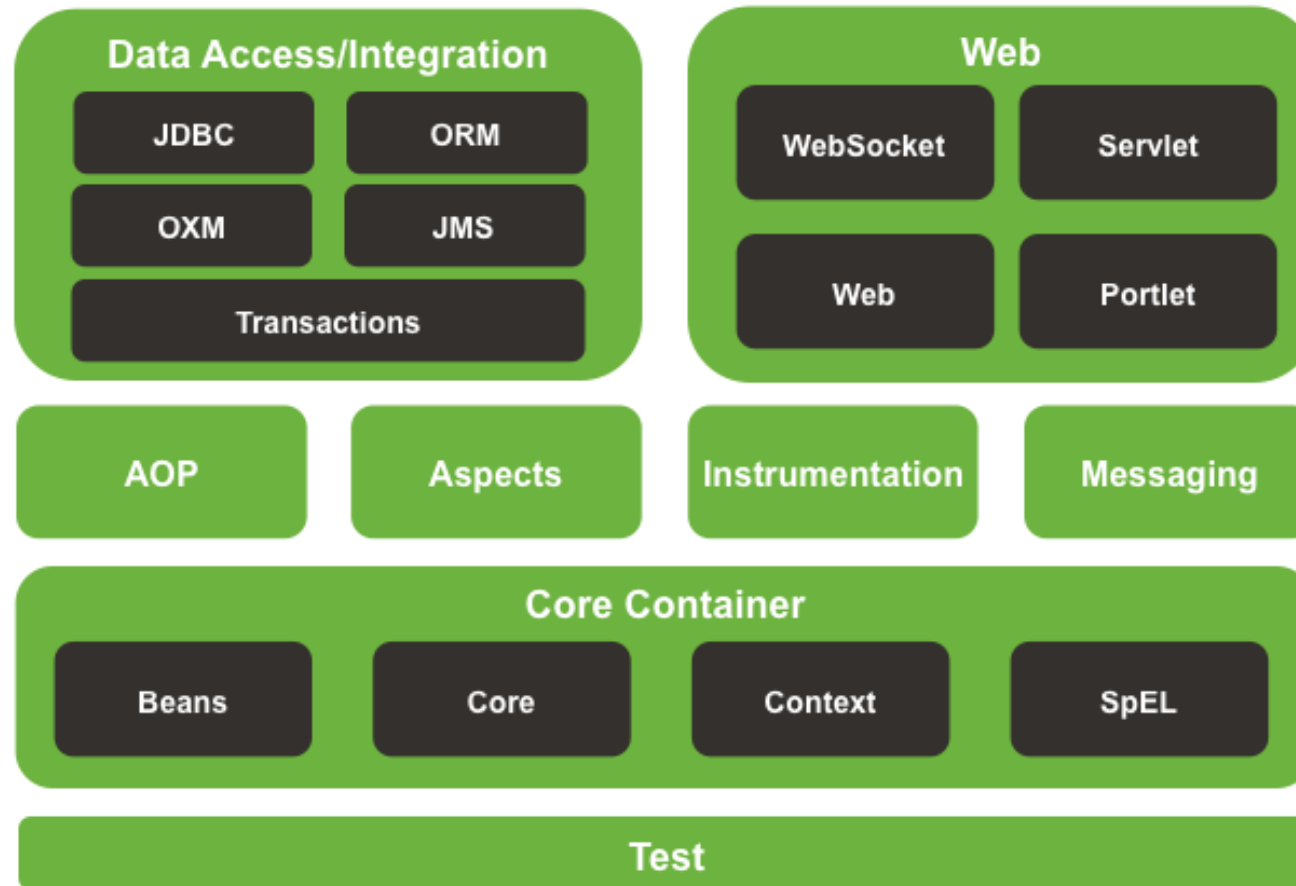 Data Access/Integration
JDBC
ORM
OXM
JMS
Transactions
Web
WebSocket
Servlet
Web
Portlet
AOP
Aspects
Instrumentation
Messaging
Core Container
Beans
Core
Context
SpEL
Test